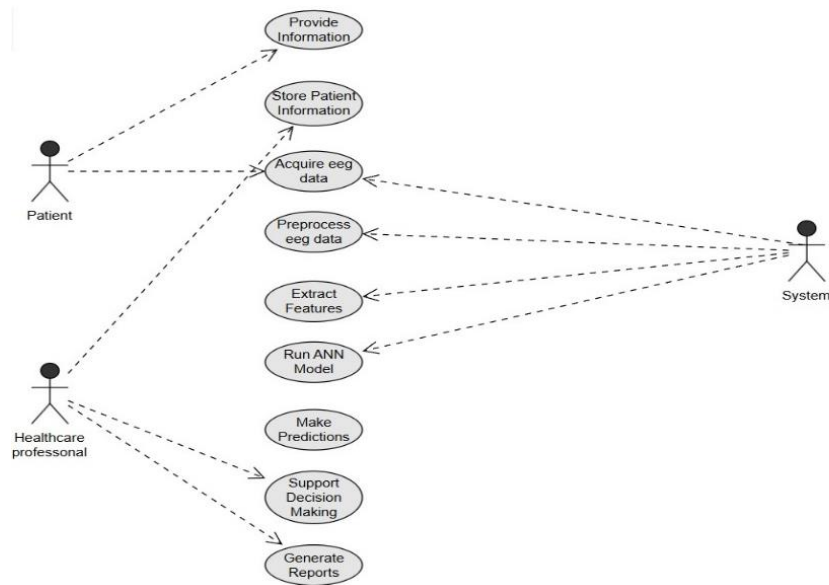 Provide
Information
Store Patient
Information
Acquire eeg
data
Patient
Preprocess
eeg data
System
Extract
Features
Run ANN
Model
Healthcare
professonal
Make
Predictions
Support
Decision
Making
Generate
Reports